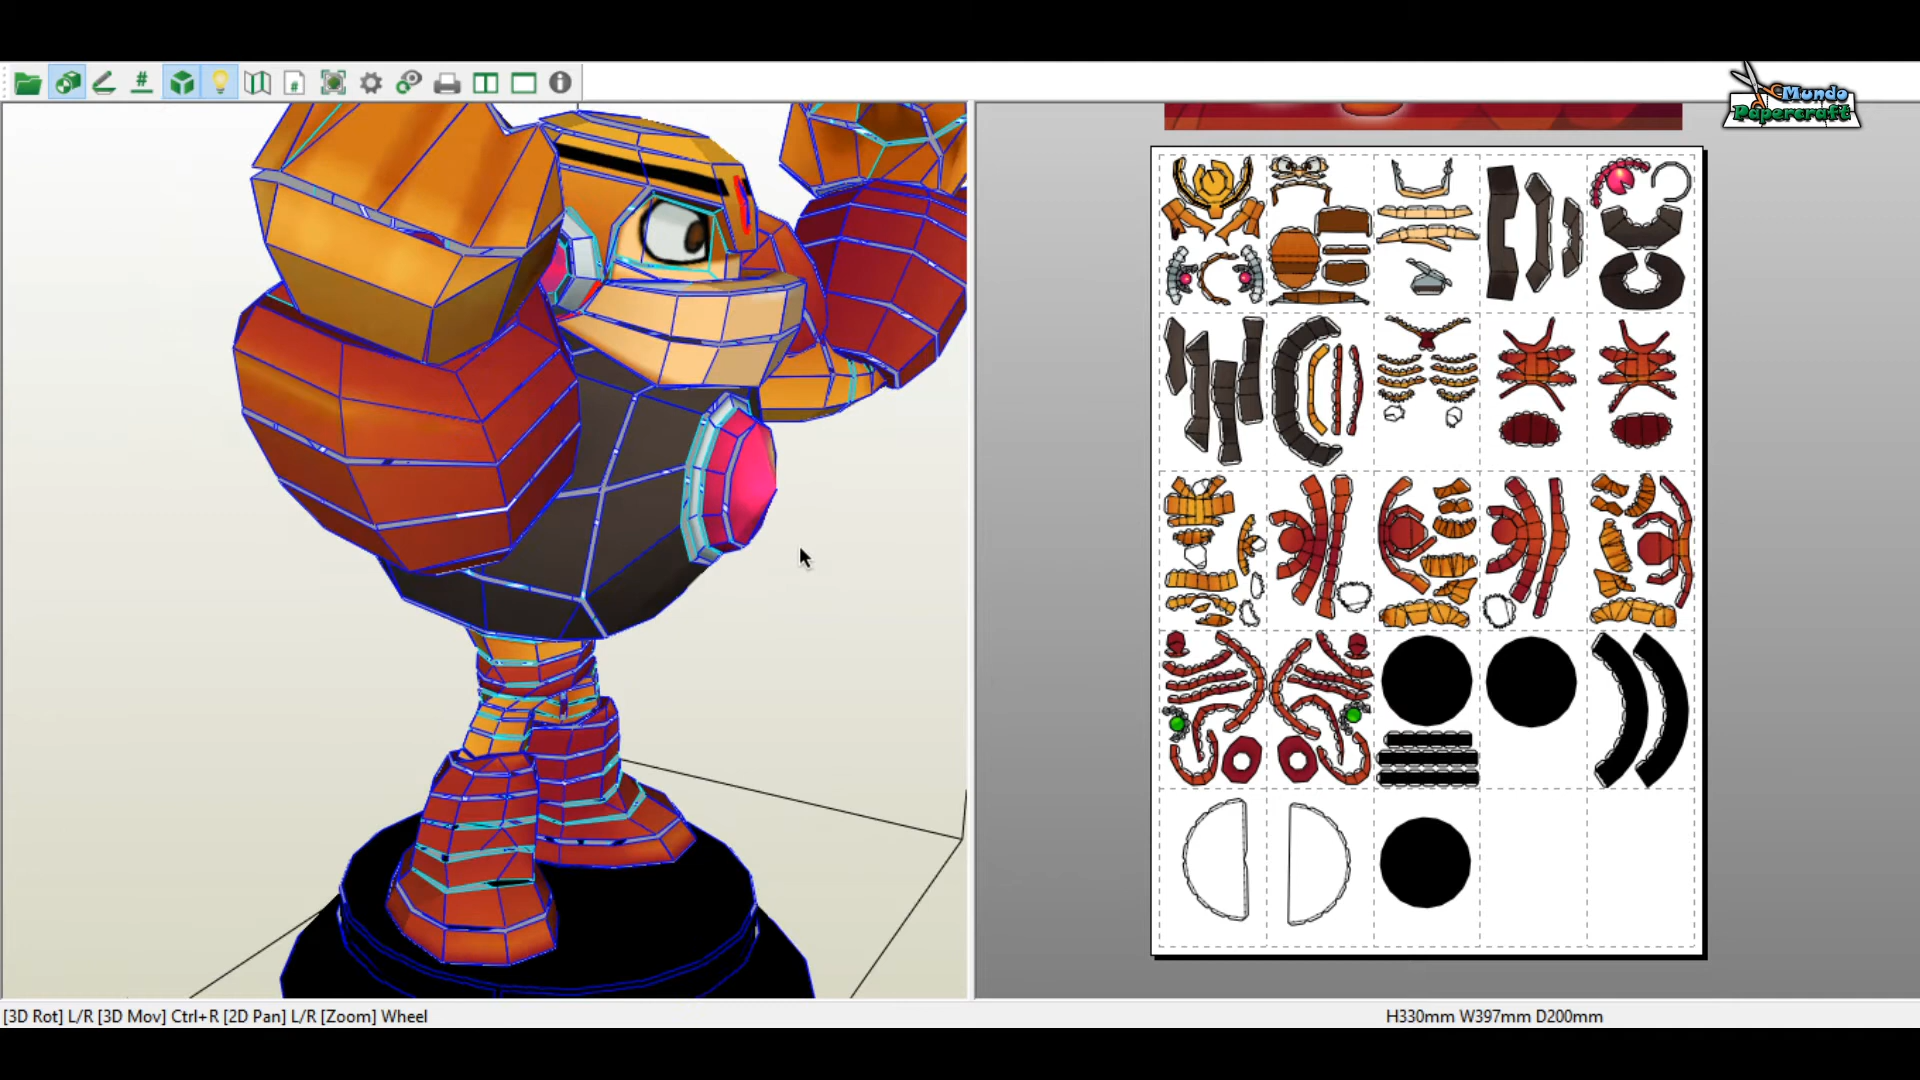 Mundo
Papercraft
[3D Rot] L/R [3D Mov] Ctrl+R [2D Pan] L/R [Zoom] Wheel
H330mm W397mm D200mm